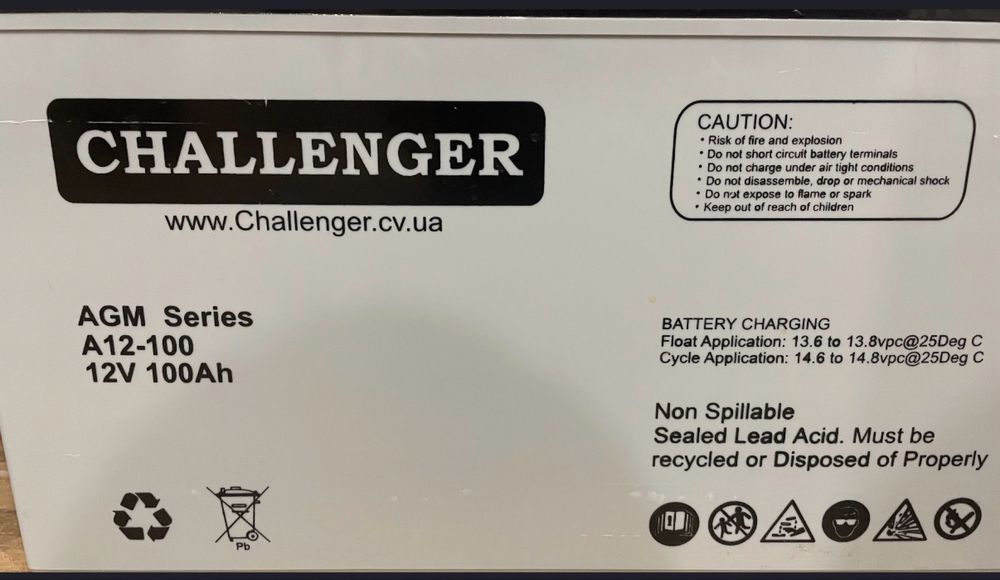 CHALLENGER
www.Challenger.cv.ua
CAUTION:
• Risk of fire and explosion
• Do not short circuit battery terminals
• Do not charge under air tight conditions
• Do not disassemble, drop or mechanical shock
• Do not expose to flame or spark
• Keep out of reach of children
AGM Series
A12-100
12V 100Ah
BATTERY CHARGING
Float Application: 13.6 to 13.8vpc@25Deg C
Cycle Application: 14.6 to 14.8vpc@25Deg C
Non Spillable
Sealed Lead Acid. Must be
recycled or Disposed of Properly
Pb